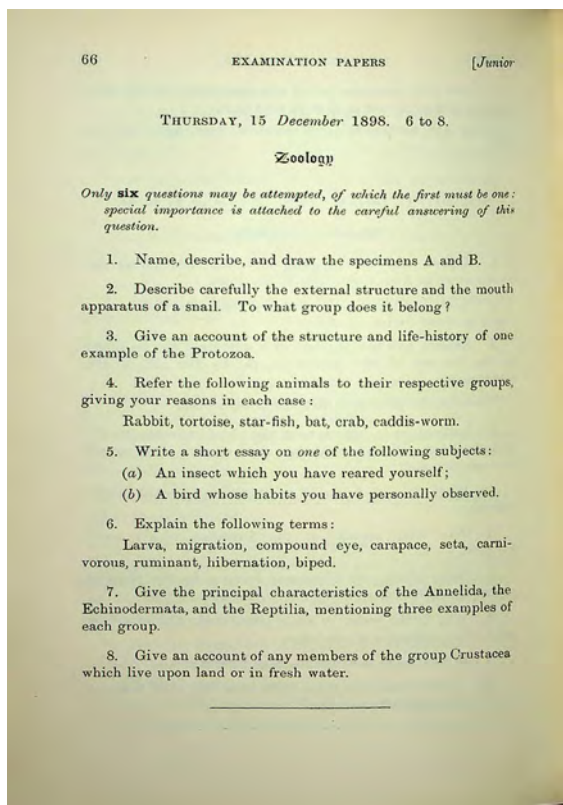 66 EXAMINATION PAPERS [Junior
THURSDAY, 15 December 1898. 6 to 8.
Zoology
Only six questions may be attempted, of which the first must be one:
special importance is attached to the careful answering of this
question.
1. Name, describe, and draw the specimens A and B.
2. Describe carefully the external structure and the mouth
apparatus of a snail. To what group does it belong?
3. Give an account of the structure and life-history of one
example of the Protozoa.
4. Refer the following animals to their respective groups,
giving your reasons in each case:
Rabbit, tortoise, star-fish, bat, crab, caddis-worm.
5. Write a short essay on one of the following subjects:
(a) An insect which you have reared yourself;
(b) A bird whose habits you have personally observed.
6. Explain the following terms:
Larva, migration, compound eye, carapace, seta, carni-
vorous, ruminant, hibernation, biped.
7. Give the principal characteristics of the Annelida, the
Echinodermata, and the Reptilia, mentioning three examples of
each group.
8. Give an account of any members of the group Crustacea
which live upon land or in fresh water.